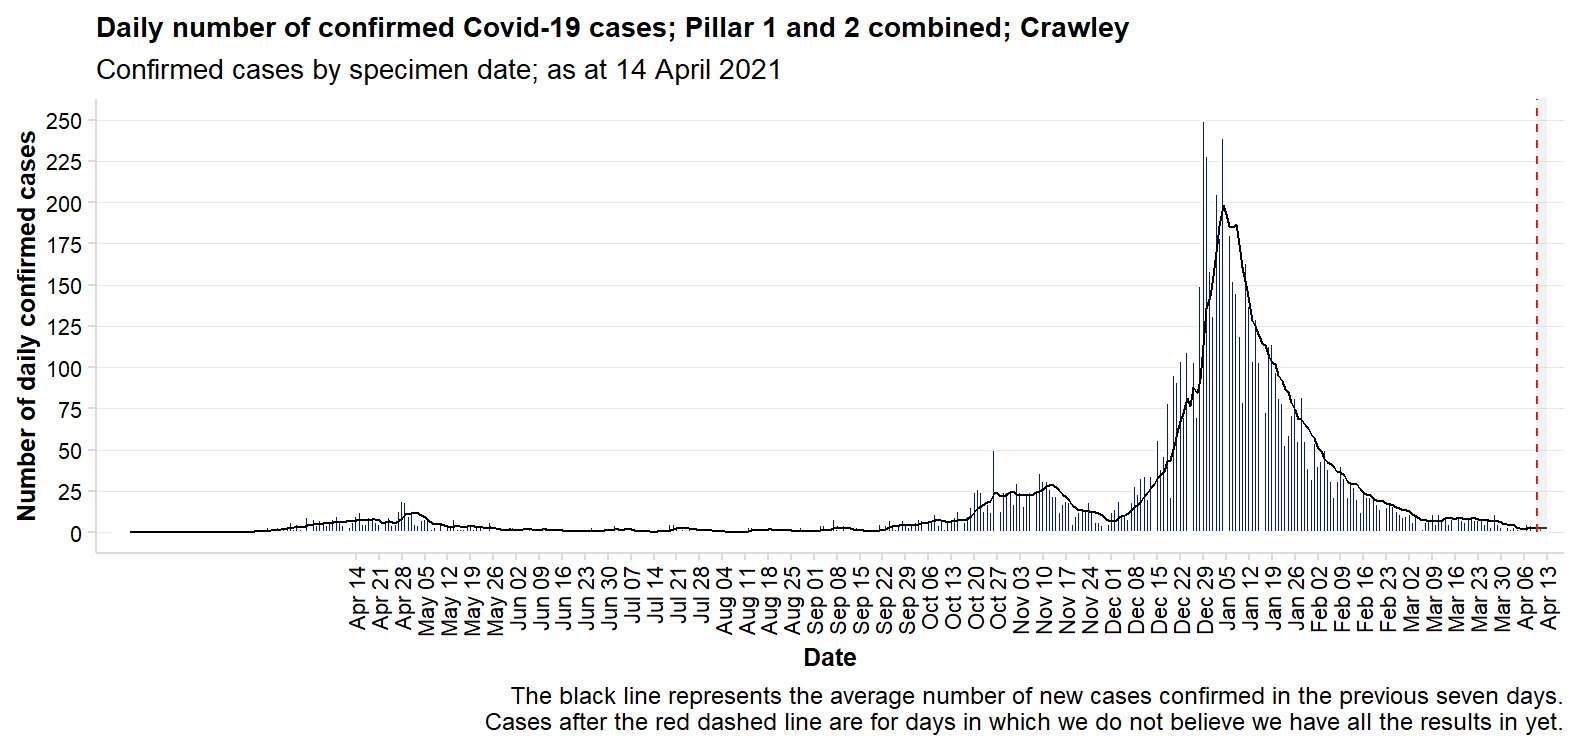 Daily number of confirmed Covid-19 cases; Pillar 1 and 2 combined; Crawley
Confirmed cases by specimen date; as at 14 April 2021
Number of daily confirmed cases
250
225
200
175
150
125
100
75
50
25
0
Apr 14
Apr 21
Apr 28
May 05
May 12
May 19
May 26
Jun 02
Jun 09
Jun 16
Jun 23
Jun 30
Jul 07
Jul 14
Jul 21
Jul 28
Aug 04
Aug 11
Aug 18
Aug 25
Sep 01
Sep 08
Sep 15
Sep 22
Sep 29
Oct 06
Oct 13
Oct 20
Oct 27
Nov 03
Nov 10
Nov 17
Nov 24
Dec 01
Dec 08
Dec 15
Dec 22
Dec 29
Jan 05
Jan 12
Jan 19
Jan 26
Feb 02
Feb 09
Feb 16
Feb 23
Mar 02
Mar 09
Mar 16
Mar 23
Mar 30
Apr 06
Apr 13
Date
The black line represents the average number of new cases confirmed in the previous seven days.
Cases after the red dashed line are for days in which we do not believe we have all the results in yet.